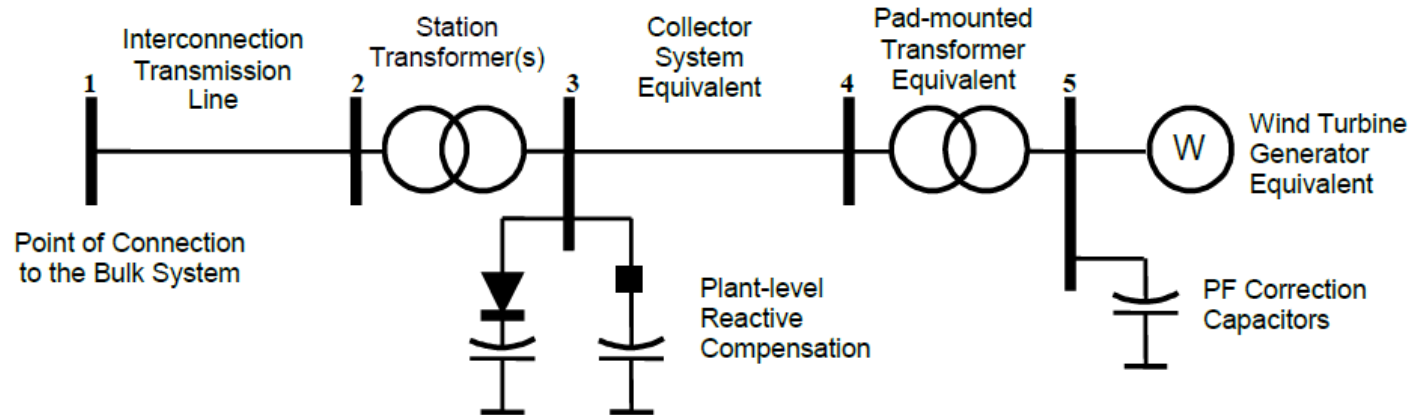 Interconnection
Transmission
Line
Station
Transformer(s)
Collector
System
Equivalent
Pad-mounted
Transformer
Equivalent
1
2
3
4
5
W
Wind Turbine
Generator
Equivalent
Point of Connection
to the Bulk System
Plant-level
Reactive
Compensation
PF Correction
Capacitors